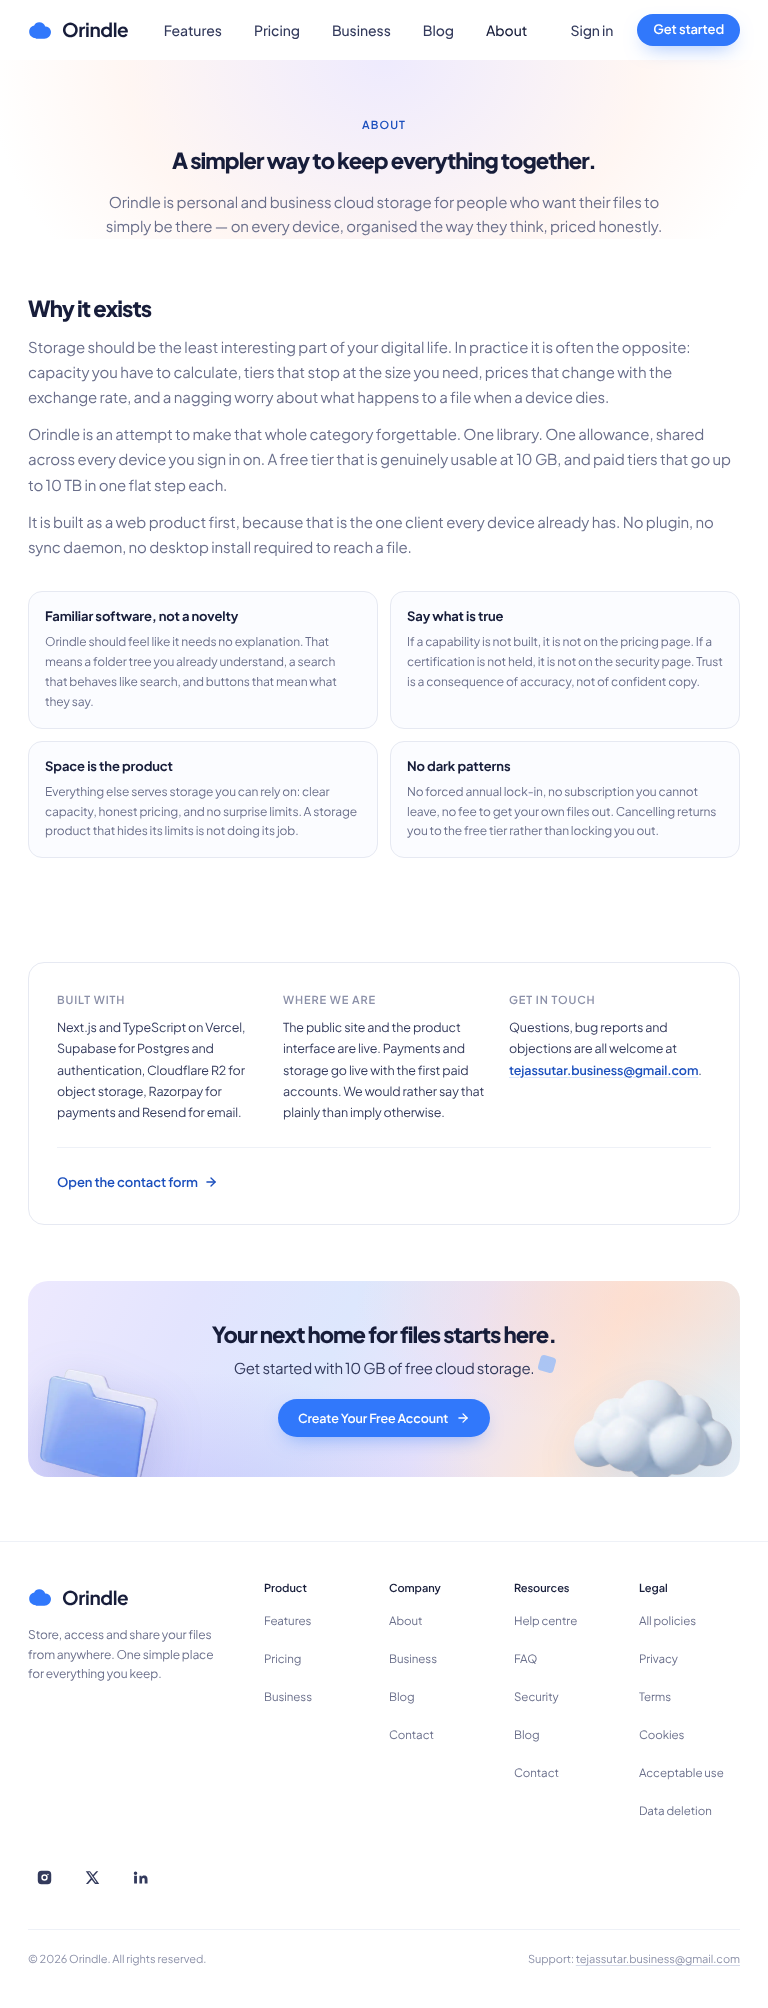 Orindle
Features
Pricing
Business
Blog
About
Sign in
Get started
ABOUT
A simpler way to keep everything together.
Orindle is personal and business cloud storage for people who want their files to
simply be there — on every device, organised the way they think, priced honestly.
Why it exists
Storage should be the least interesting part of your digital life. In practice it is often the opposite:
capacity you have to calculate, tiers that stop at the size you need, prices that change with the
exchange rate, and a nagging worry about what happens to a file when a device dies.
Orindle is an attempt to make that whole category forgettable. One library. One allowance, shared
across every device you sign in on. A free tier that is genuinely usable at 10 GB, and paid tiers that go up
to 10 TB in one flat step each.
It is built as a web product first, because that is the one client every device already has. No plugin, no
sync daemon, no desktop install required to reach a file.
Familiar software, not a novelty
Orindle should feel like it needs no explanation. That
means a folder tree you already understand, a search
that behaves like search, and buttons that mean what
they say.
Say what is true
If a capability is not built, it is not on the pricing page. If a
certification is not held, it is not on the security page. Trust
is a consequence of accuracy, not of confident copy.
Space is the product
Everything else serves storage you can rely on: clear
capacity, honest pricing, and no surprise limits. A storage
product that hides its limits is not doing its job.
No dark patterns
No forced annual lock-in, no subscription you cannot
leave, no fee to get your own files out. Cancelling returns
you to the free tier rather than locking you out.
BUILT WITH
Next.js and TypeScript on Vercel,
Supabase for Postgres and
authentication, Cloudflare R2 for
object storage, Razorpay for
payments and Resend for email.
WHERE WE ARE
The public site and the product
interface are live. Payments and
storage go live with the first paid
accounts. We would rather say that
plainly than imply otherwise.
GET IN TOUCH
Questions, bug reports and
objections are all welcome at
tejassutar.business@gmail.com.
Open the contact form →
Your next home for files starts here.
Get started with 10 GB of free cloud storage.
Create Your Free Account →
Orindle
Store, access and share your files
from anywhere. One simple place
for everything you keep.
Product
Features
Pricing
Business
Company
About
Business
Blog
Contact
Resources
Help centre
FAQ
Security
Blog
Contact
Legal
All policies
Privacy
Terms
Cookies
Acceptable use
Data deletion
© 2026 Orindle. All rights reserved.
Support: tejassutar.business@gmail.com